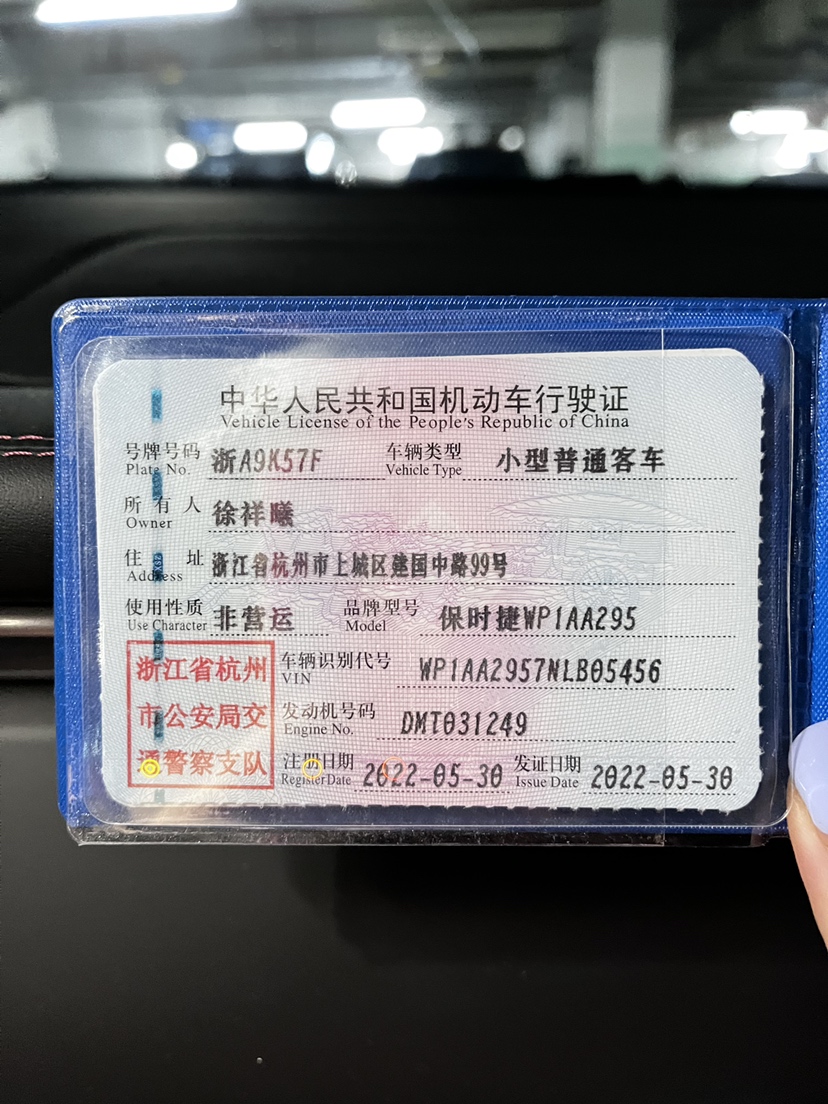 中华人民共和国机动车行驶证
Vehicle License of the People's Republic of China
号牌号码 浙A9K57F 车辆类型 小型普通客车
Plate No. Vehicle Type
所有人 徐祥曦
Owner
住址 浙江省杭州市上城区建国中路99号
Address
使用性质 非营运 品牌型号 保时捷WP1AA295
Use Character Model
浙江省杭州
市公安局交
通警察支队
车辆识别代号 WP1AA2957NLB05456
VIN
发动机号码 DMT031249
Engine No.
注册日期 2022-05-30 发证日期 2022-05-30
Register Date Issue Date